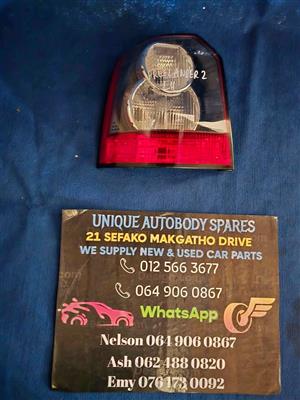 FREELANDER 2
UNIQUE AUTOBODY SPARES
21 SEFAKO MAKGATHO DRIVE
WE SUPPLY NEW & USED CAR PARTS
012 566 3677
064 906 0867
WhatsApp
Nelson 064 906 0867
Ash 062 488 0820
Emy 076 173 0092